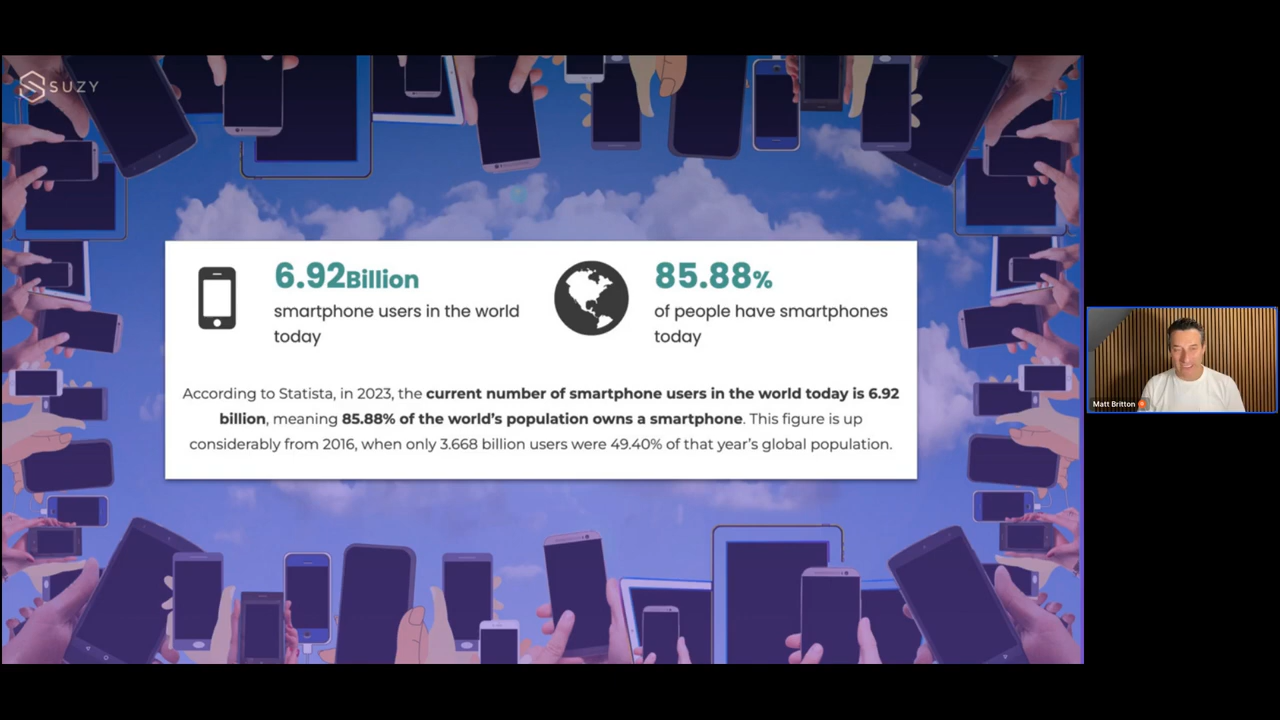 SUZY
6.92Billion
smartphone users in the world
today
85.88%
of people have smartphones
today
According to Statista, in 2023, the current number of smartphone users in the world today is 6.92
billion, meaning 85.88% of the world’s population owns a smartphone. This figure is up
considerably from 2016, when only 3.668 billion users were 49.40% of that year’s global population.
Matt Britton